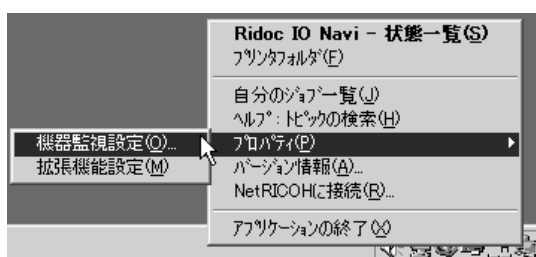 Ridoc IO Navi - 状態一覧(S)
ﾌﾟﾘﾝﾀﾌｫﾙﾀﾞ(F)
自分のｼﾞｮﾌﾞ一覧(J)
ﾍﾙﾌﾟ:ﾄﾋﾟｯｸの検索(H)
ﾌﾟﾛﾊﾟﾃｨ(P)
機器監視設定(O)...
拡張機能設定(M)
ﾊﾞｰｼﾞｮﾝ情報(A)...
NetRICOHに接続(R)...
ｱﾌﾟﾘｹｰｼｮﾝの終了(X)